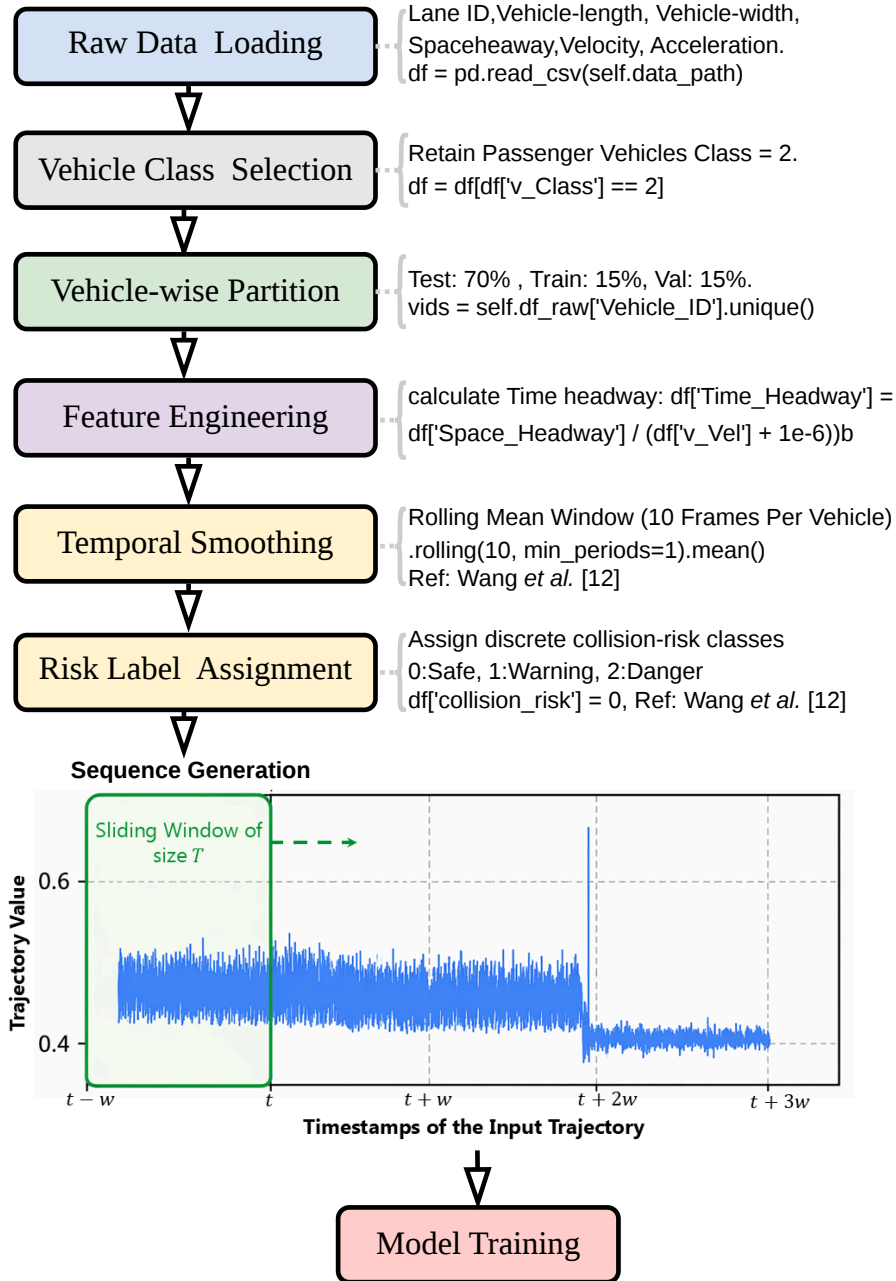 Raw Data Loading
Lane ID,Vehicle-length, Vehicle-width,
Spaceheaway,Velocity, Acceleration.
df = pd.read_csv(self.data_path)
Vehicle Class Selection
Retain Passenger Vehicles Class = 2.
df = df[df['v_Class'] == 2]
Vehicle-wise Partition
Test: 70% , Train: 15%, Val: 15%.
vids = self.df_raw['Vehicle_ID'].unique()
Feature Engineering
calculate Time headway: df['Time_Headway'] =
df['Space_Headway'] / (df['v_Vel'] + 1e-6))b
Temporal Smoothing
Rolling Mean Window (10 Frames Per Vehicle)
.rolling(10, min_periods=1).mean()
Ref: Wang et al. [12]
Risk Label Assignment
Assign discrete collision-risk classes
0:Safe, 1:Warning, 2:Danger
df['collision_risk'] = 0, Ref: Wang et al. [12]
Sequence Generation
Sliding Window of
size T
Trajectory Value
0.6
0.4
t − w
t
t + w
t + 2w
t + 3w
Timestamps of the Input Trajectory
Model Training